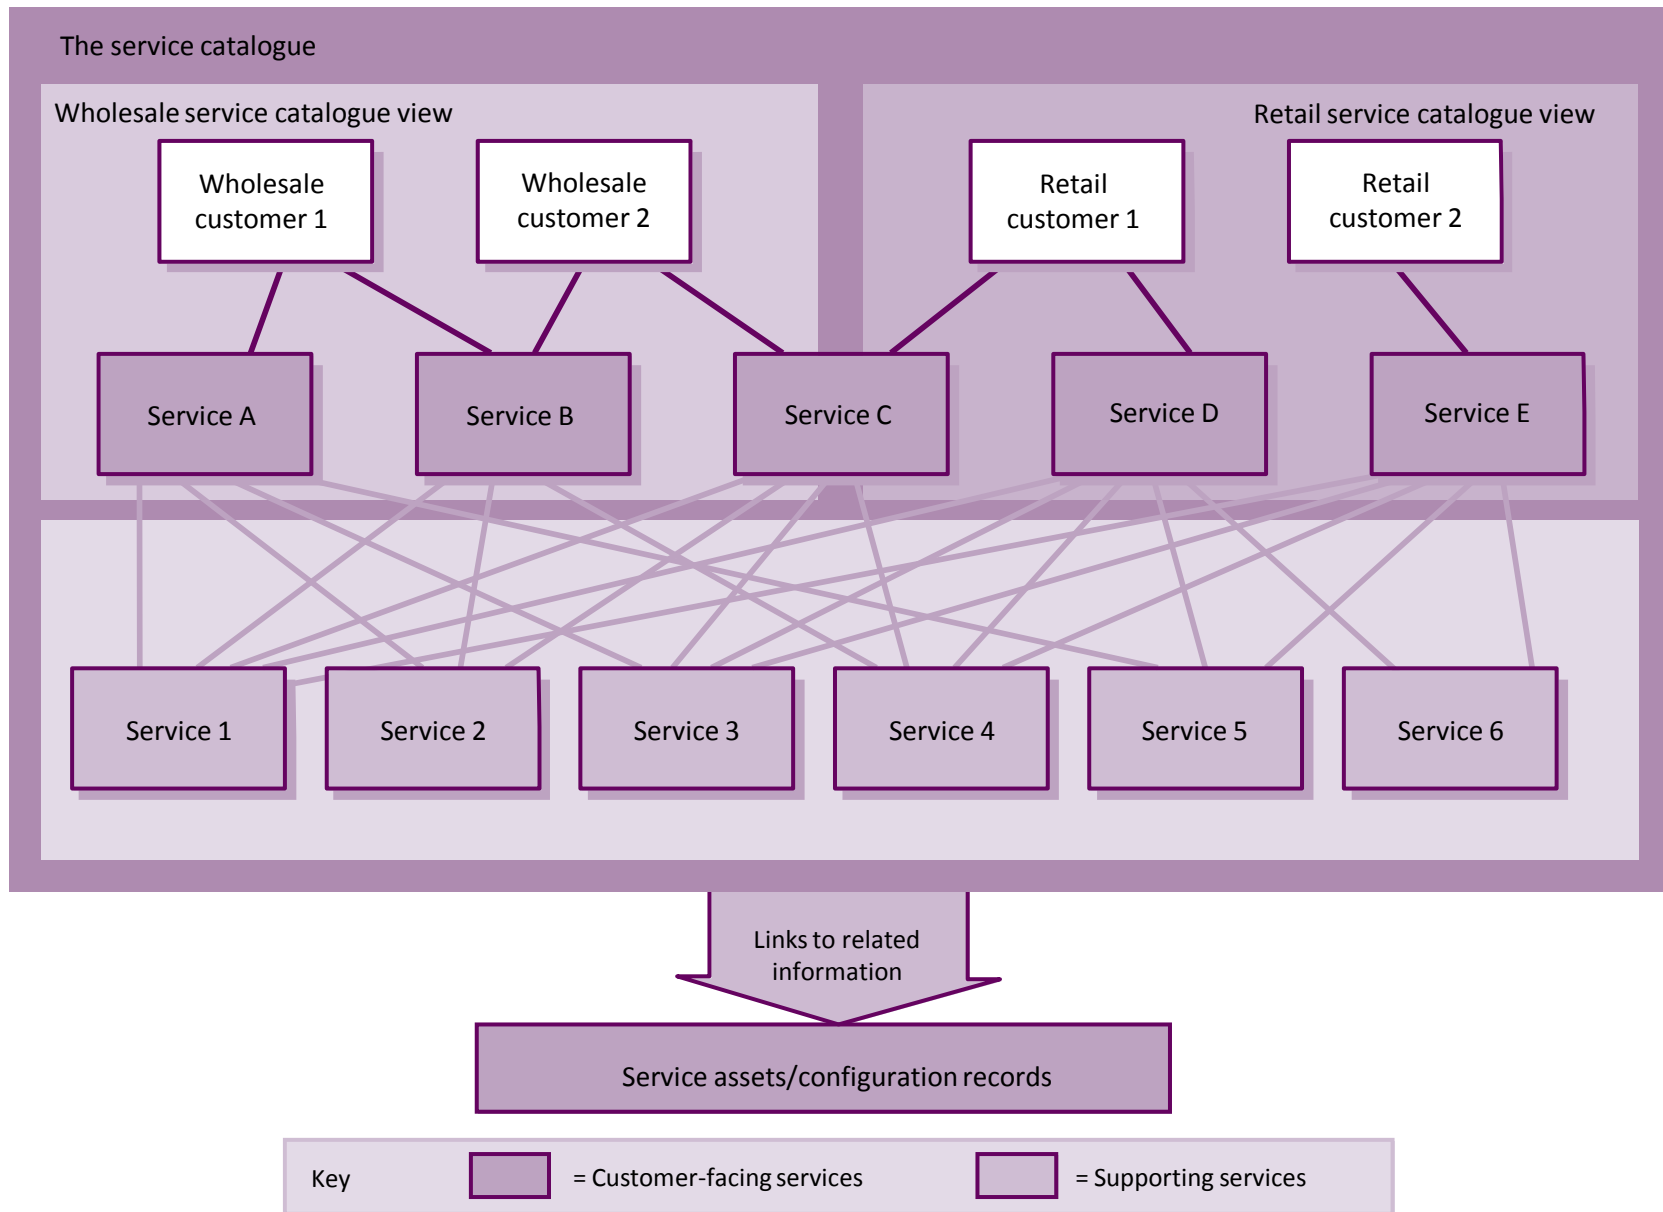 The service catalogue
Wholesale service catalogue view
Retail service catalogue view
Wholesale
customer 1
Wholesale
customer 2
Retail
customer 1
Retail
customer 2
Service A
Service B
Service C
Service D
Service E
Service 1
Service 2
Service 3
Service 4
Service 5
Service 6
Links to related
information
Service assets/configuration records
Key
= Customer-facing services
= Supporting services